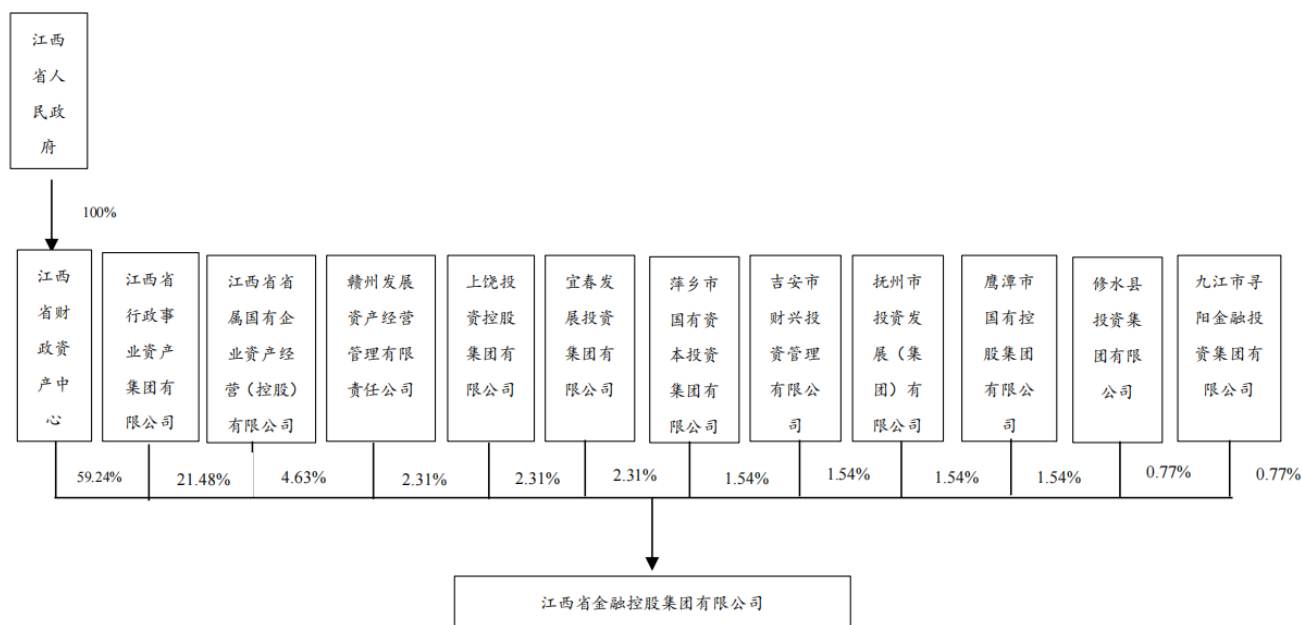 江西
省人
民政
府
100%
江西
省财
政资
产中
心
江西省
行政事
业资产
集团有
限公司
江西省省
属国有企
业资产经
营（控股）
有限公司
赣州发展
资产经营
管理有限
责任公司
上饶投
资控股
集团有
限公司
宜春发
展投资
集团有
限公司
萍乡市
国有资
本投资
集团有
限公司
吉安市
财兴投
资管理
有限公
司
抚州市
投资发
展（集
团）有
限公司
鹰潭市
国有控
股集团
有限公
司
修水县
投资集
团有限
公司
九江市寻
阳金融投
资集团有
限公司
59.24%
21.48%
4.63%
2.31%
2.31%
2.31%
1.54%
1.54%
1.54%
1.54%
0.77%
0.77%
江西省金融控股集团有限公司